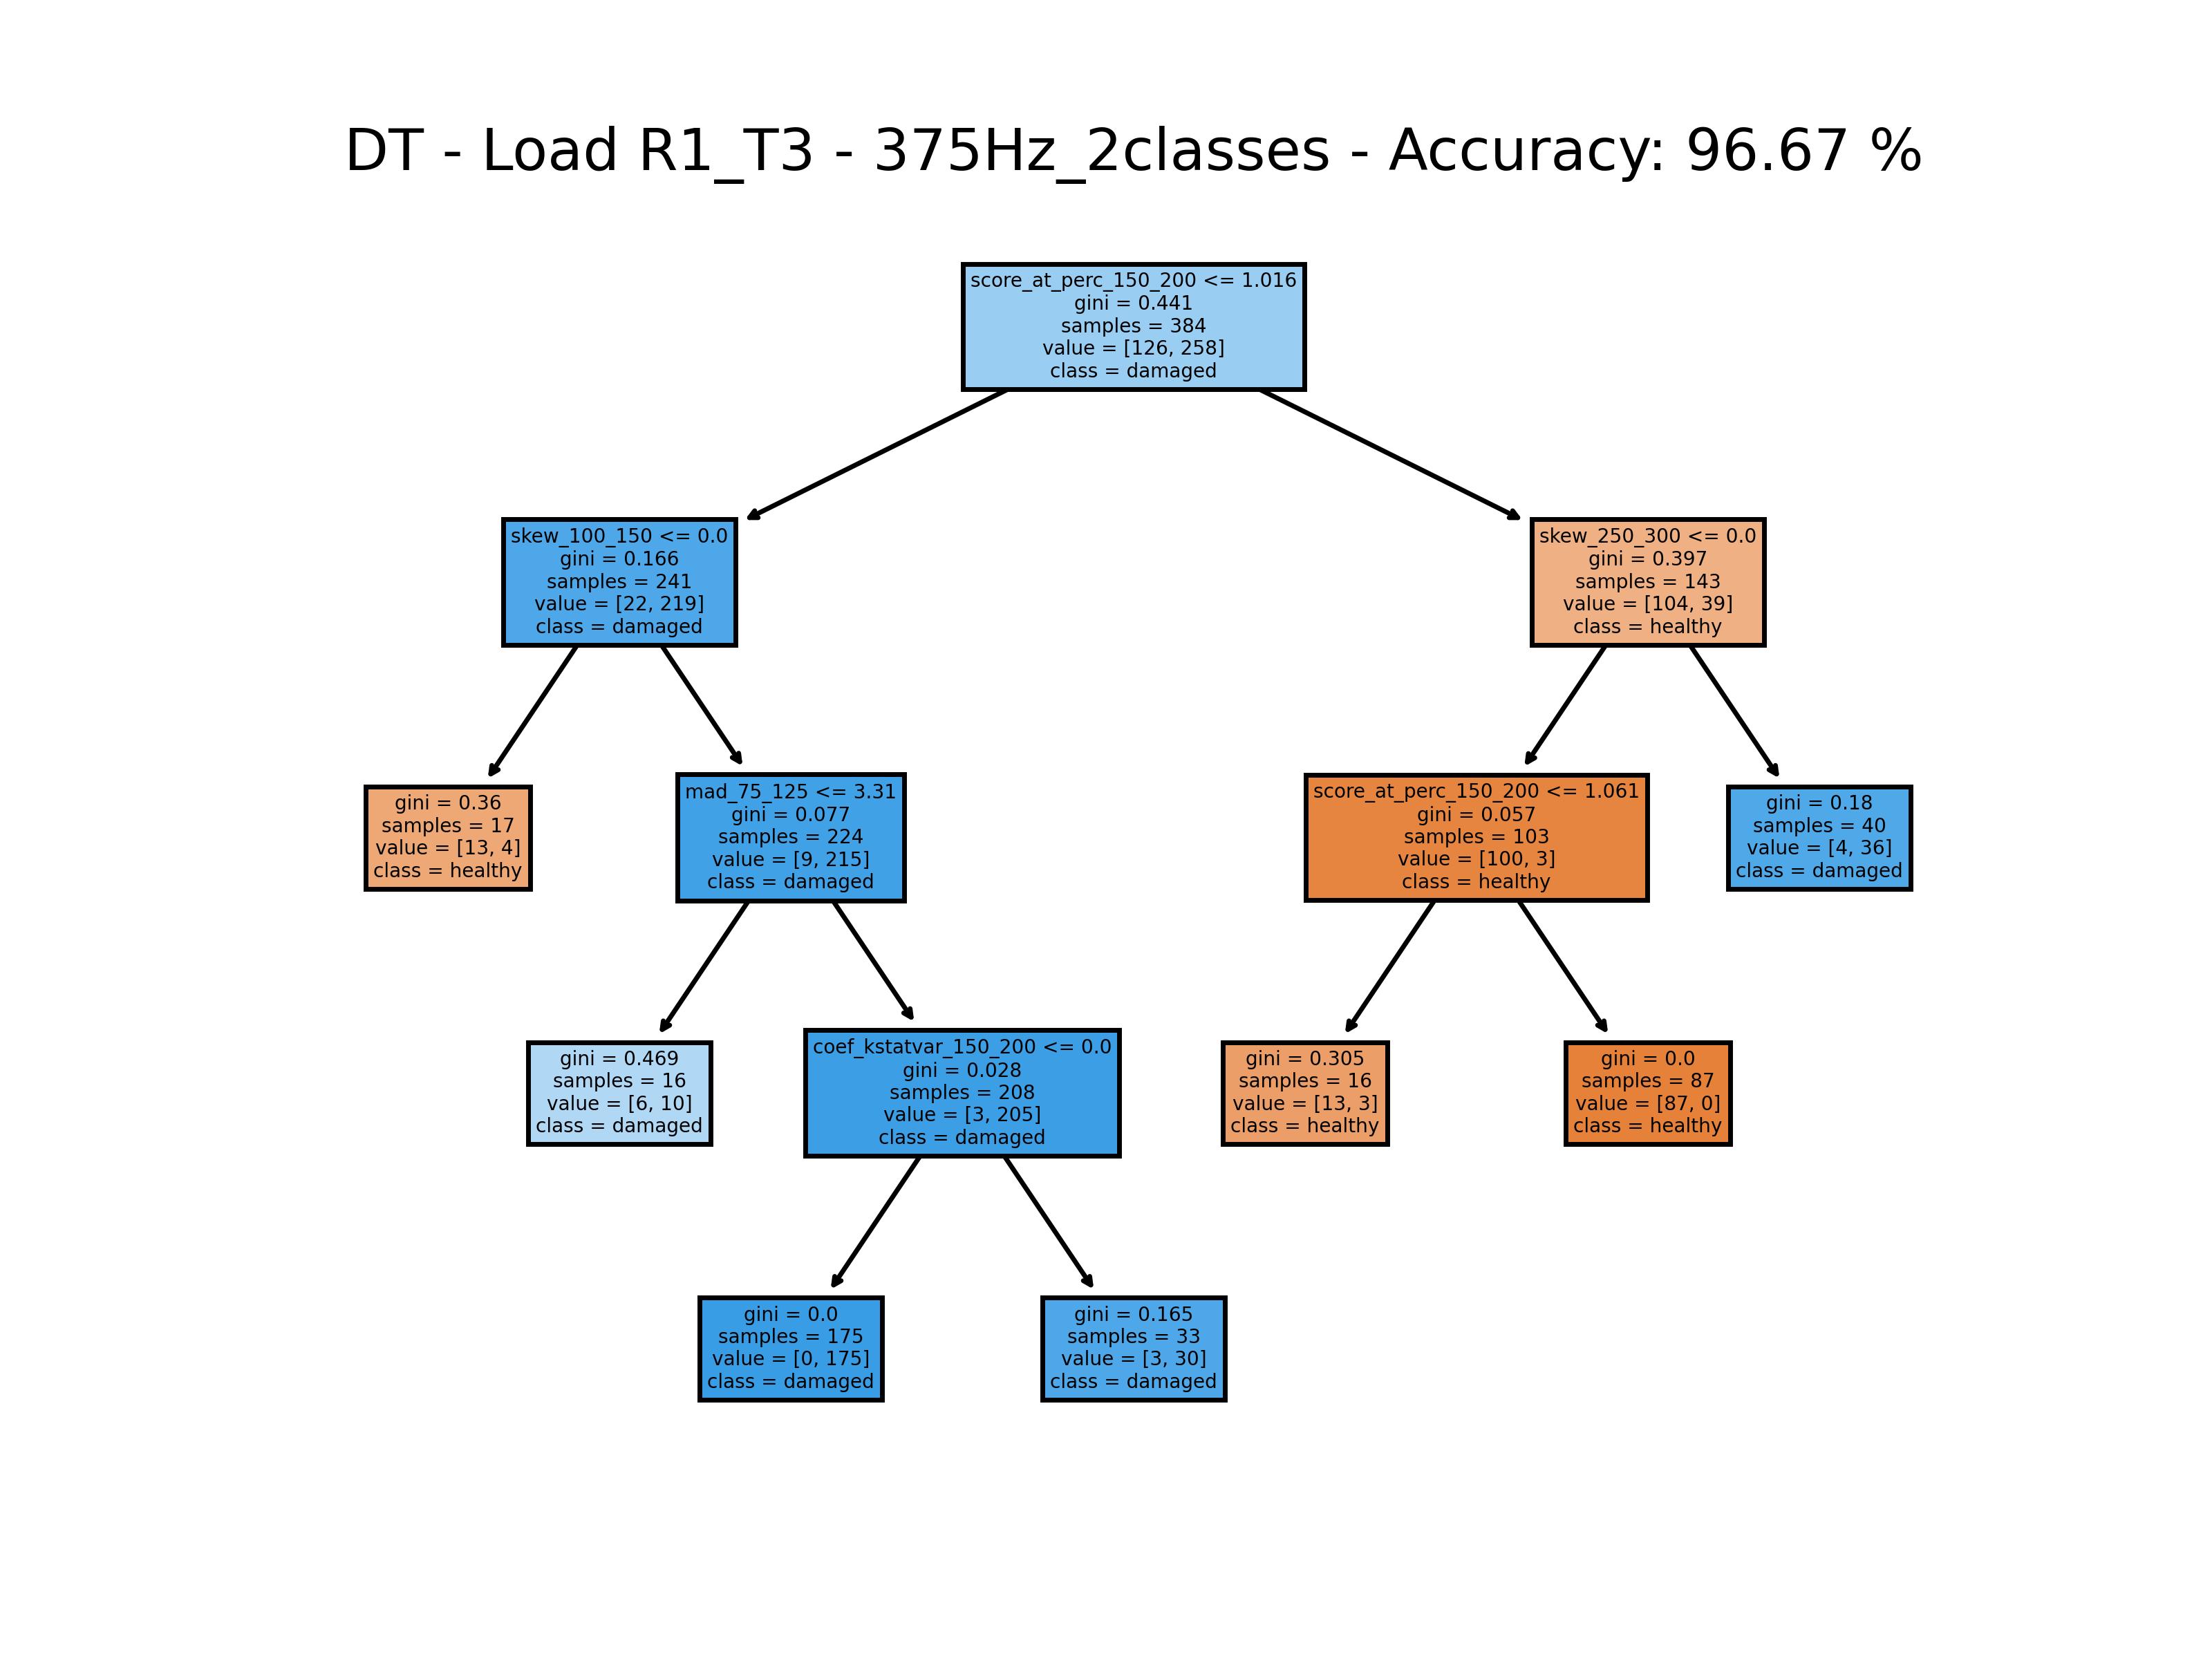 DT - Load R1_T3 - 375Hz_2classes - Accuracy: 96.67 %
score_at_perc_150_200 <= 1.016
gini = 0.441
samples = 384
value = [126, 258]
class = damaged
skew_100_150 <= 0.0
gini = 0.166
samples = 241
value = [22, 219]
class = damaged
skew_250_300 <= 0.0
gini = 0.397
samples = 143
value = [104, 39]
class = healthy
gini = 0.36
samples = 17
value = [13, 4]
class = healthy
mad_75_125 <= 3.31
gini = 0.077
samples = 224
value = [9, 215]
class = damaged
score_at_perc_150_200 <= 1.061
gini = 0.057
samples = 103
value = [100, 3]
class = healthy
gini = 0.18
samples = 40
value = [4, 36]
class = damaged
gini = 0.469
samples = 16
value = [6, 10]
class = damaged
coef_kstatvar_150_200 <= 0.0
gini = 0.028
samples = 208
value = [3, 205]
class = damaged
gini = 0.305
samples = 16
value = [13, 3]
class = healthy
gini = 0.0
samples = 87
value = [87, 0]
class = healthy
gini = 0.0
samples = 175
value = [0, 175]
class = damaged
gini = 0.165
samples = 33
value = [3, 30]
class = damaged